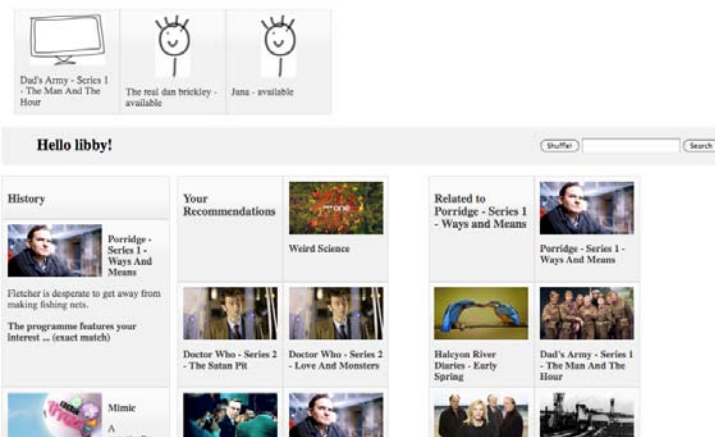 Dad's Army - Series 1
- The Man And The
Hour
The real dan brickley -
available
Jana - available
Hello libby!
Shuffle!
Search
History
Porridge -
Series 1 -
Ways And
Means
Fletcher is desperate to get away from
making fishing nets.
The programme features your
interest ... (exact match)
Mimic
A
Your
Recommendations
one
Weird Science
Doctor Who - Series 2
- The Satan Pit
Doctor Who - Series 2
- Love And Monsters
Related to
Porridge - Series 1
- Ways and Means
Porridge - Series 1 -
Ways And Means
Halcyon River
Diaries - Early
Spring
Dad's Army - Series 1
- The Man And The
Hour